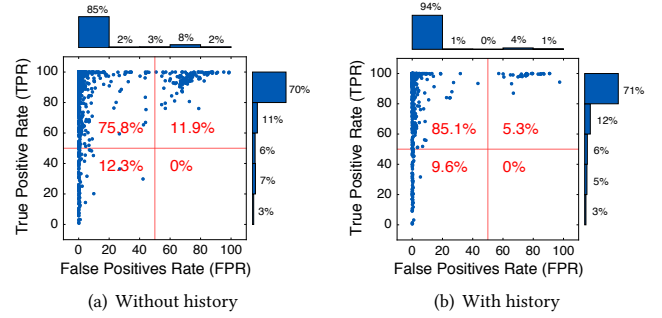 85%
2% 3% 8% 2%
True Positive Rate (TPR)
100
80
60
40
20
0
75.8% 11.9%
12.3% 0%
70%
11%
6%
7%
3%
0 20 40 60 80 100
False Positives Rate (FPR)
(a) Without history
94%
1% 0% 4% 1%
True Positive Rate (TPR)
100
80
60
40
20
0
85.1% 5.3%
9.6% 0%
71%
12%
6%
5%
3%
0 20 40 60 80 100
False Positives Rate (FPR)
(b) With history